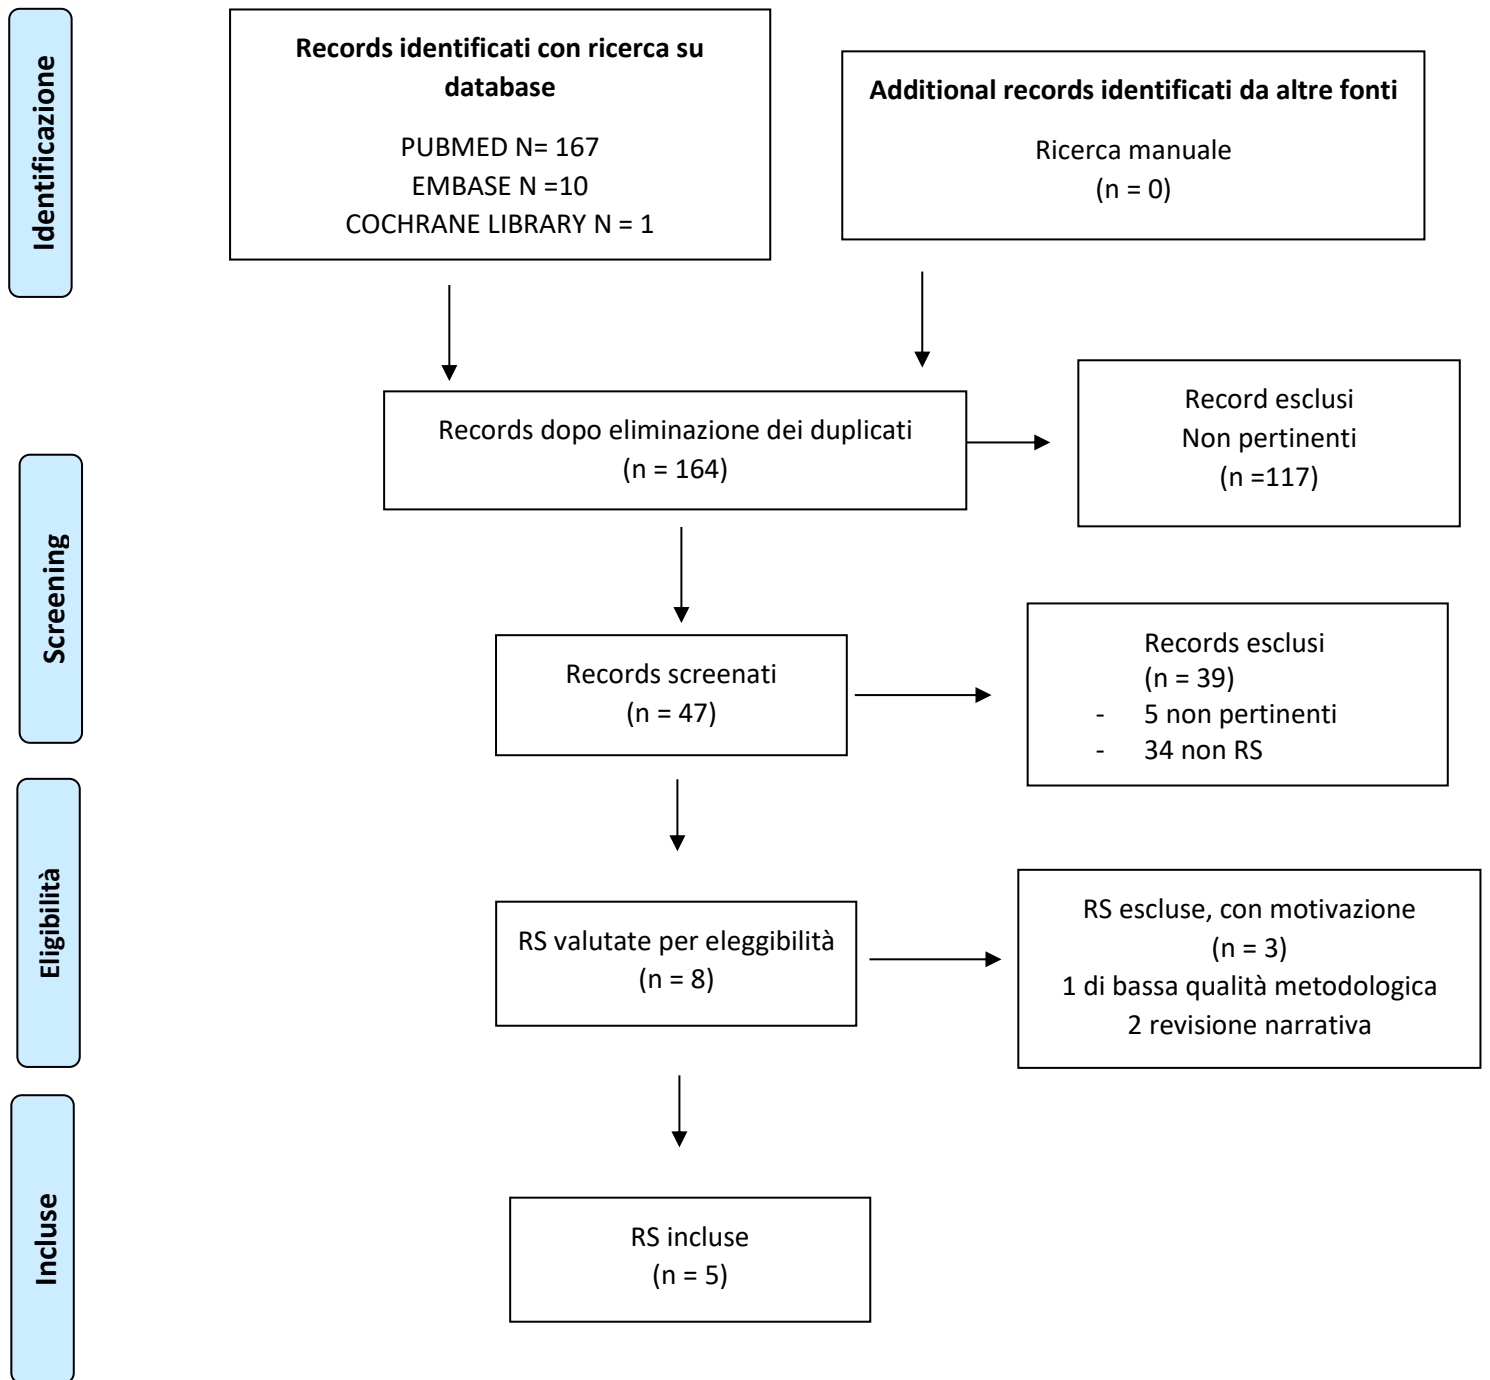 Identificazione
Records identificati con ricerca su
database
PUBMED N= 167
EMBASE N =10
COCHRANE LIBRARY N = 1
Additional records identificati da altre fonti
Ricerca manuale
(n = 0)
Records dopo eliminazione dei duplicati
(n = 164)
Record esclusi
Non pertinenti
(n =117)
Screening
Records screenati
(n = 47)
Records esclusi
(n = 39)
- 5 non pertinenti
- 34 non RS
Eligibilità
RS valutate per eleggibilità
(n = 8)
RS escluse, con motivazione
(n = 3)
1 di bassa qualità metodologica
2 revisione narrativa
Incluse
RS incluse
(n = 5)